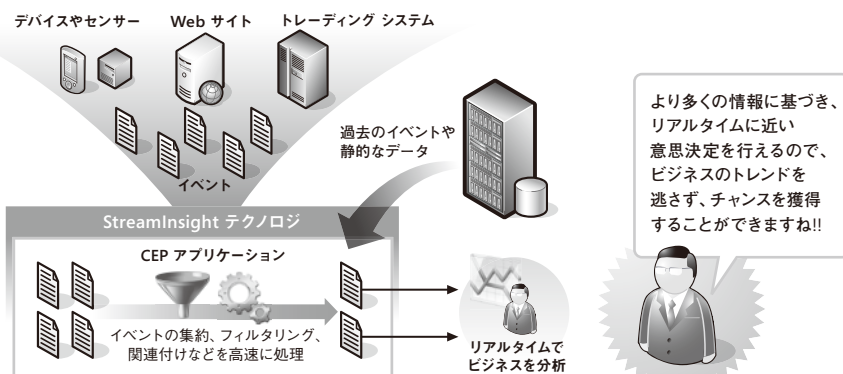 デバイスやセンサー
Web サイト
トレーディング システム
イベント
過去のイベントや
静的なデータ
StreamInsight テクノロジ
CEP アプリケーション
イベントの集約、フィルタリング、
関連付けなどを高速に処理
リアルタイムで
ビジネスを分析
より多くの情報に基づき、
リアルタイムに近い
意思決定を行えるので、
ビジネスのトレンドを
逃さず、チャンスを獲得
することができますね!!